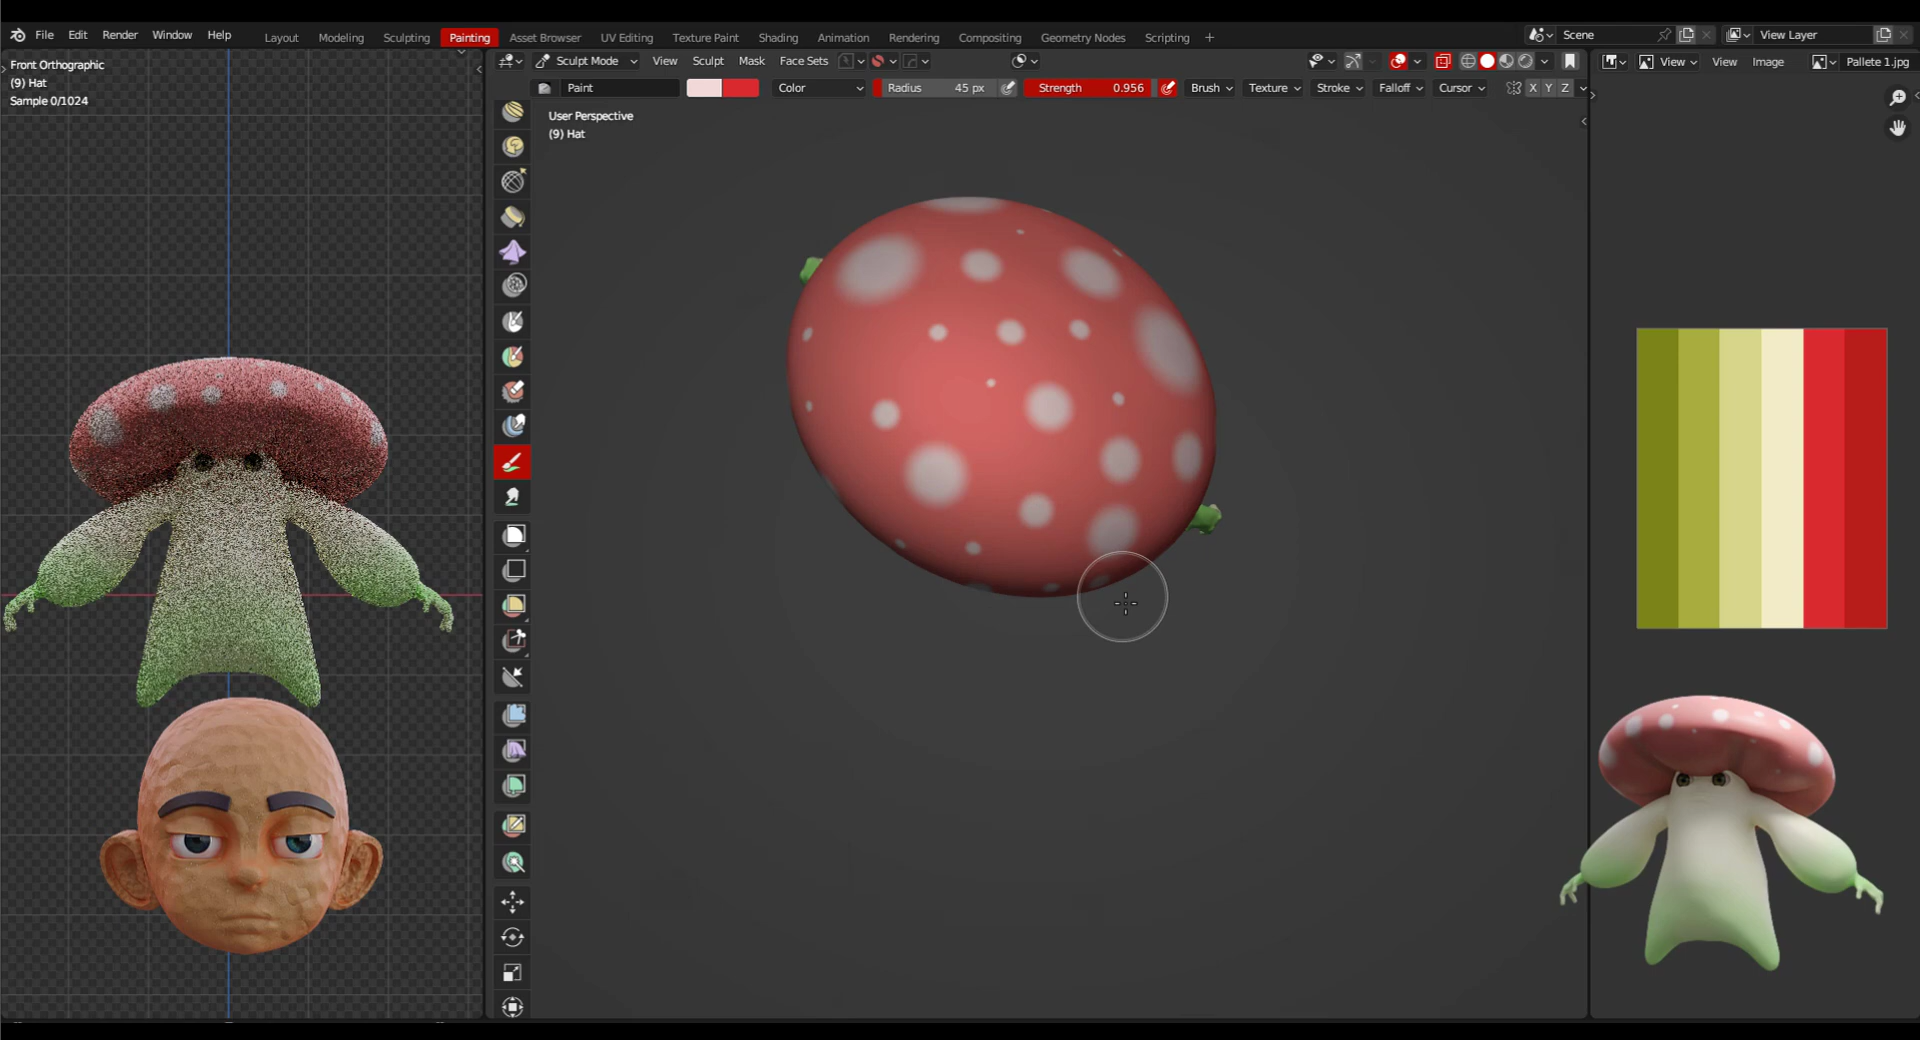 File Edit Render Window Help Layout Modeling Sculpting Painting Asset Browser UV Editing Texture Paint Shading Animation Rendering Compositing Geometry Nodes Scripting + Scene View Layer
Front Orthographic
(9) Hat
Sample 0/1024
Sculpt Mode View Sculpt Mask Face Sets
Paint Color Radius 45 px Strength 0.956 Brush Texture Stroke Falloff Cursor X Y Z
User Perspective
(9) Hat
View View Image Pallete 1.jpg